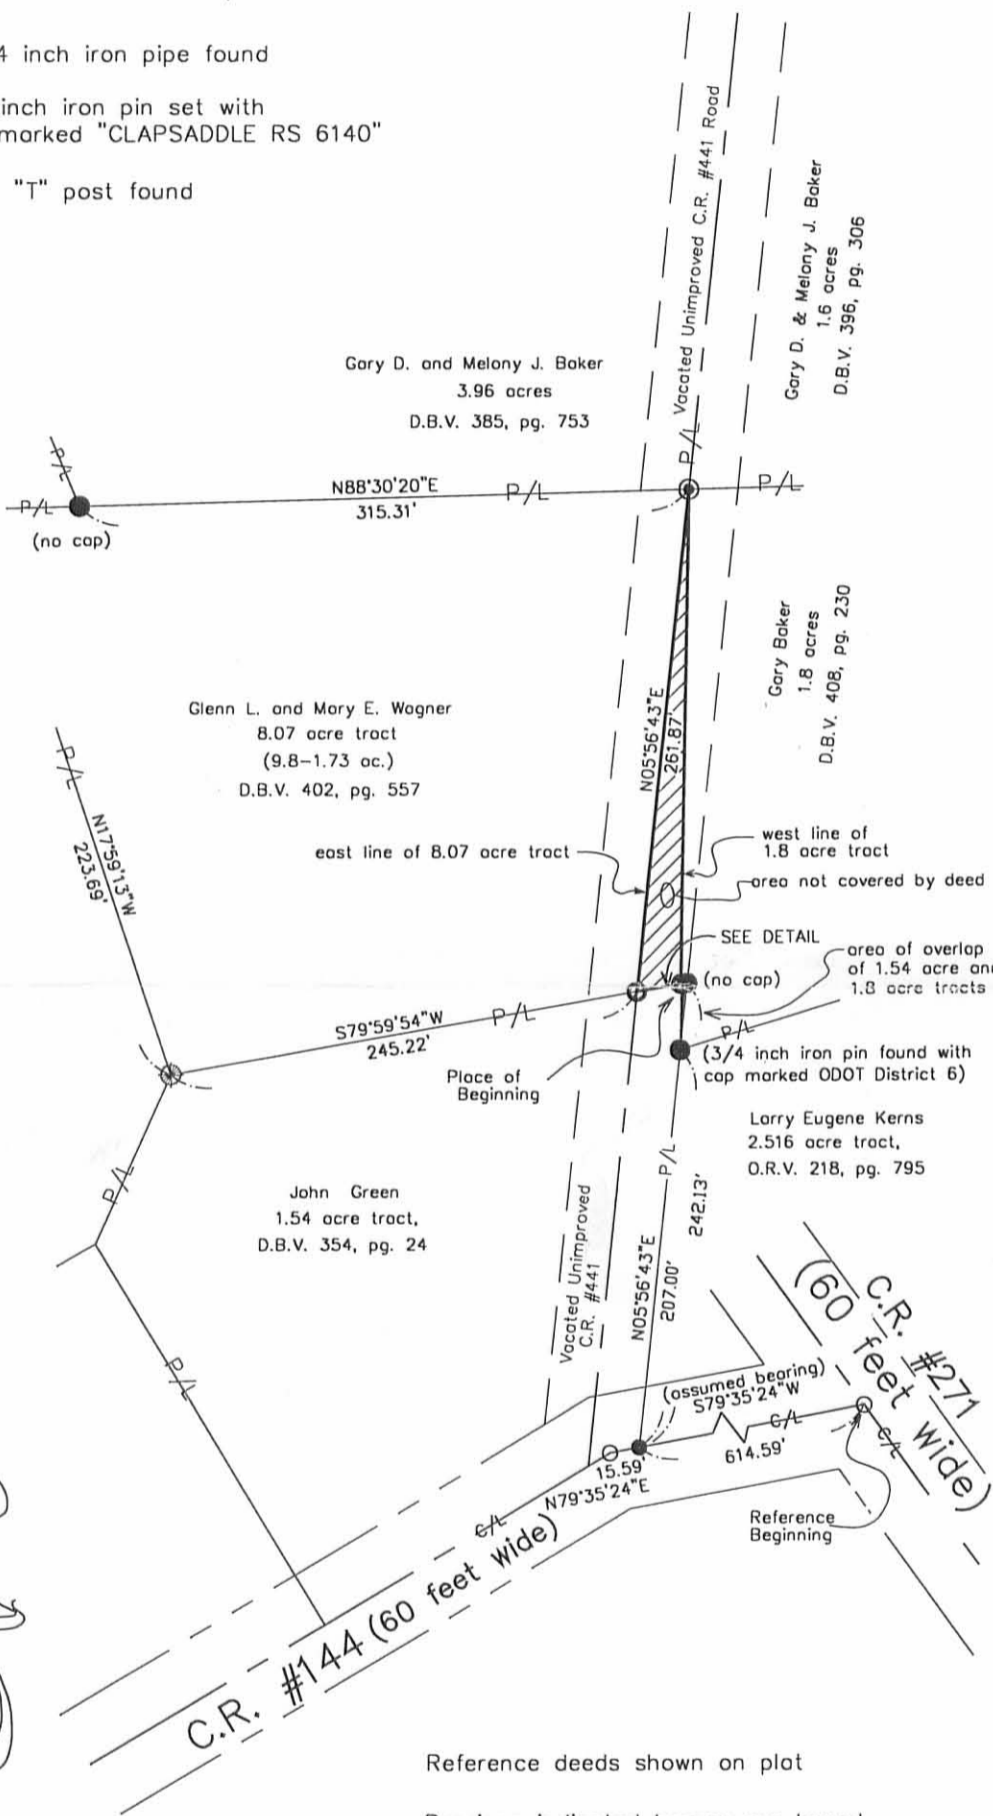 4 inch iron pipe found
inch iron pin set with
marked "CLAPSADDLE RS 6140"
"T" post found
Vacated Unimproved C.R. #441 Road
Gary D. & Melony J. Baker
1.6 acres
D.B.V. 396, pg. 306
Gary D. and Melony J. Baker
3.96 acres
D.B.V. 385, pg. 753
P/L
P/L
P/L
N88°30'20"E
315.31'
P/L
P/L
(no cap)
Gary Baker
1.8 acres
D.B.V. 408, pg. 230
Glenn L. and Mary E. Wagner
8.07 acre tract
(9.8-1.73 ac.)
D.B.V. 402, pg. 557
N05°56'43"E
261.87'
P/L
N17°59'13"W
223.69'
east line of 8.07 acre tract
west line of
1.8 acre tract
area not covered by deed
SEE DETAIL
(no cap)
area of overlap
of 1.54 acre and
1.8 acre tracts
P/L
S79°59'54"W
245.22'
P/L
(3/4 inch iron pin found with
cap marked ODOT District 6)
Place of
Beginning
Larry Eugene Kerns
2.516 acre tract,
O.R.V. 218, pg. 795
P/L
242.13'
P/L
John Green
1.54 acre tract,
D.B.V. 354, pg. 24
Vacated Unimproved
C.R. #441
N05°56'43"E
207.00'
P/L
C.R. #271
(60 feet wide)
(assumed bearing)
S79°35'24"W
C/L
614.59'
C/L
15.59'
N79°35'24"E
Reference
Beginning
C/L
C.R. #144 (60 feet wide)
Reference deeds shown on plat